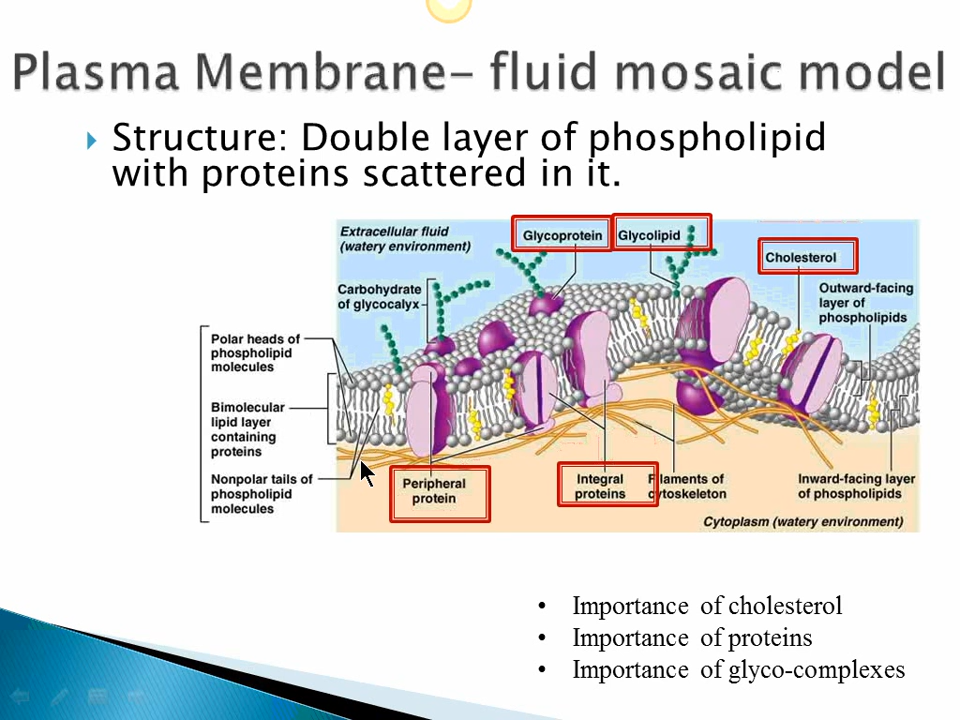 Plasma Membrane- fluid mosaic model
Structure: Double layer of phospholipid
with proteins scattered in it.
Extracellular fluid
(watery environment)
Glycoprotein
Glycolipid
Cholesterol
Carbohydrate
of glycocalyx
Outward-facing
layer of
phospholipids
Polar heads of
phospholipid
molecules
Bimolecular
lipid layer
containing
proteins
Nonpolar tails of
phospholipid
molecules
Peripheral
protein
Integral
proteins
Filaments of
cytoskeleton
Inward-facing layer
of phospholipids
Cytoplasm (watery environment)
• Importance of cholesterol
• Importance of proteins
• Importance of glyco-complexes